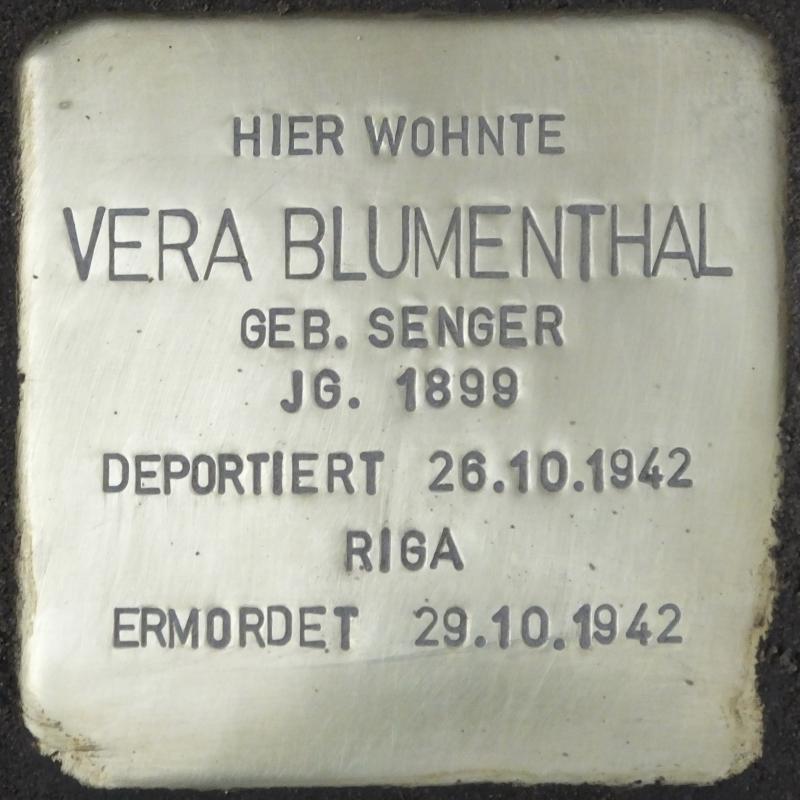 HIER WOHNTE
VERA BLUMENTHAL
GEB. SENGER
JG. 1899
DEPORTIERT 26.10.1942
RIGA
ERMORDET 29.10.1942